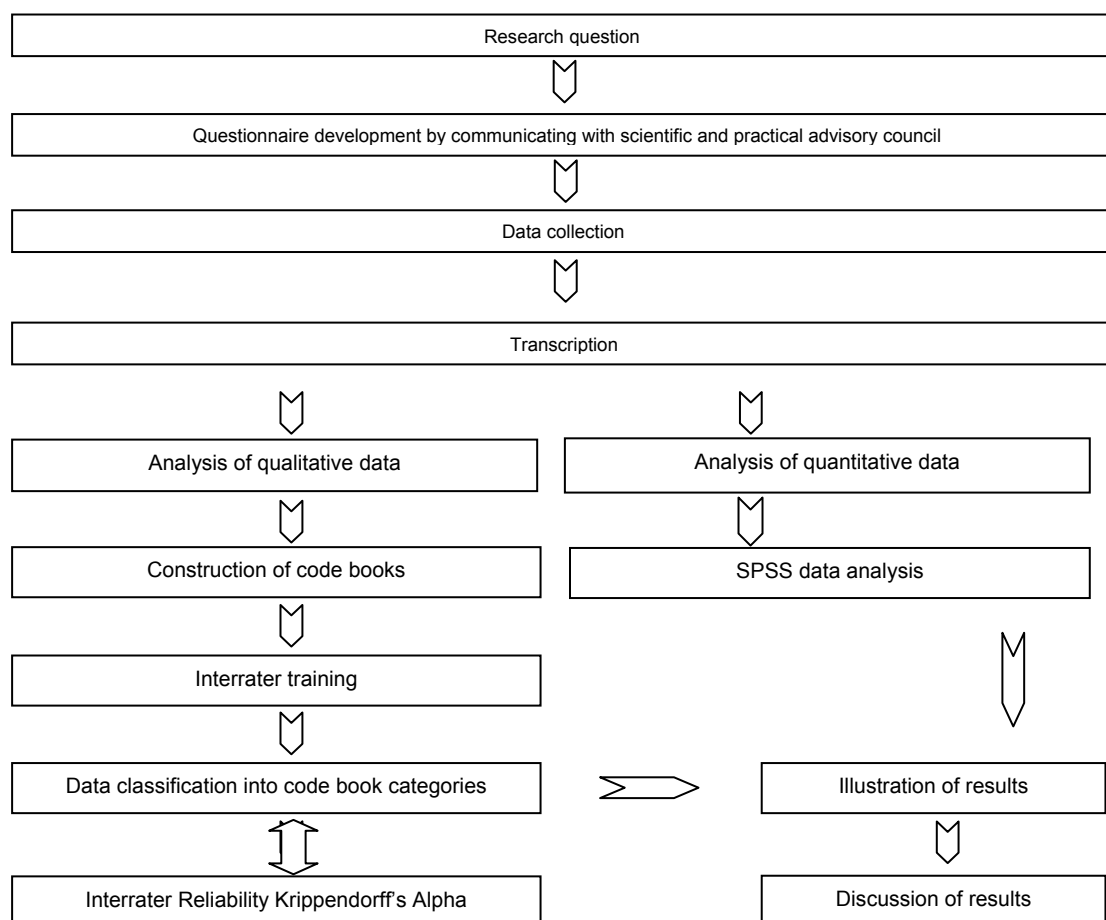 Research question
Questionnaire development by communicating with scientific and practical advisory council
Data collection
Transcription
Analysis of qualitative data
Analysis of quantitative data
Construction of code books
SPSS data analysis
Interrater training
Data classification into code book categories
Illustration of results
Interrater Reliability Krippendorff's Alpha
Discussion of results